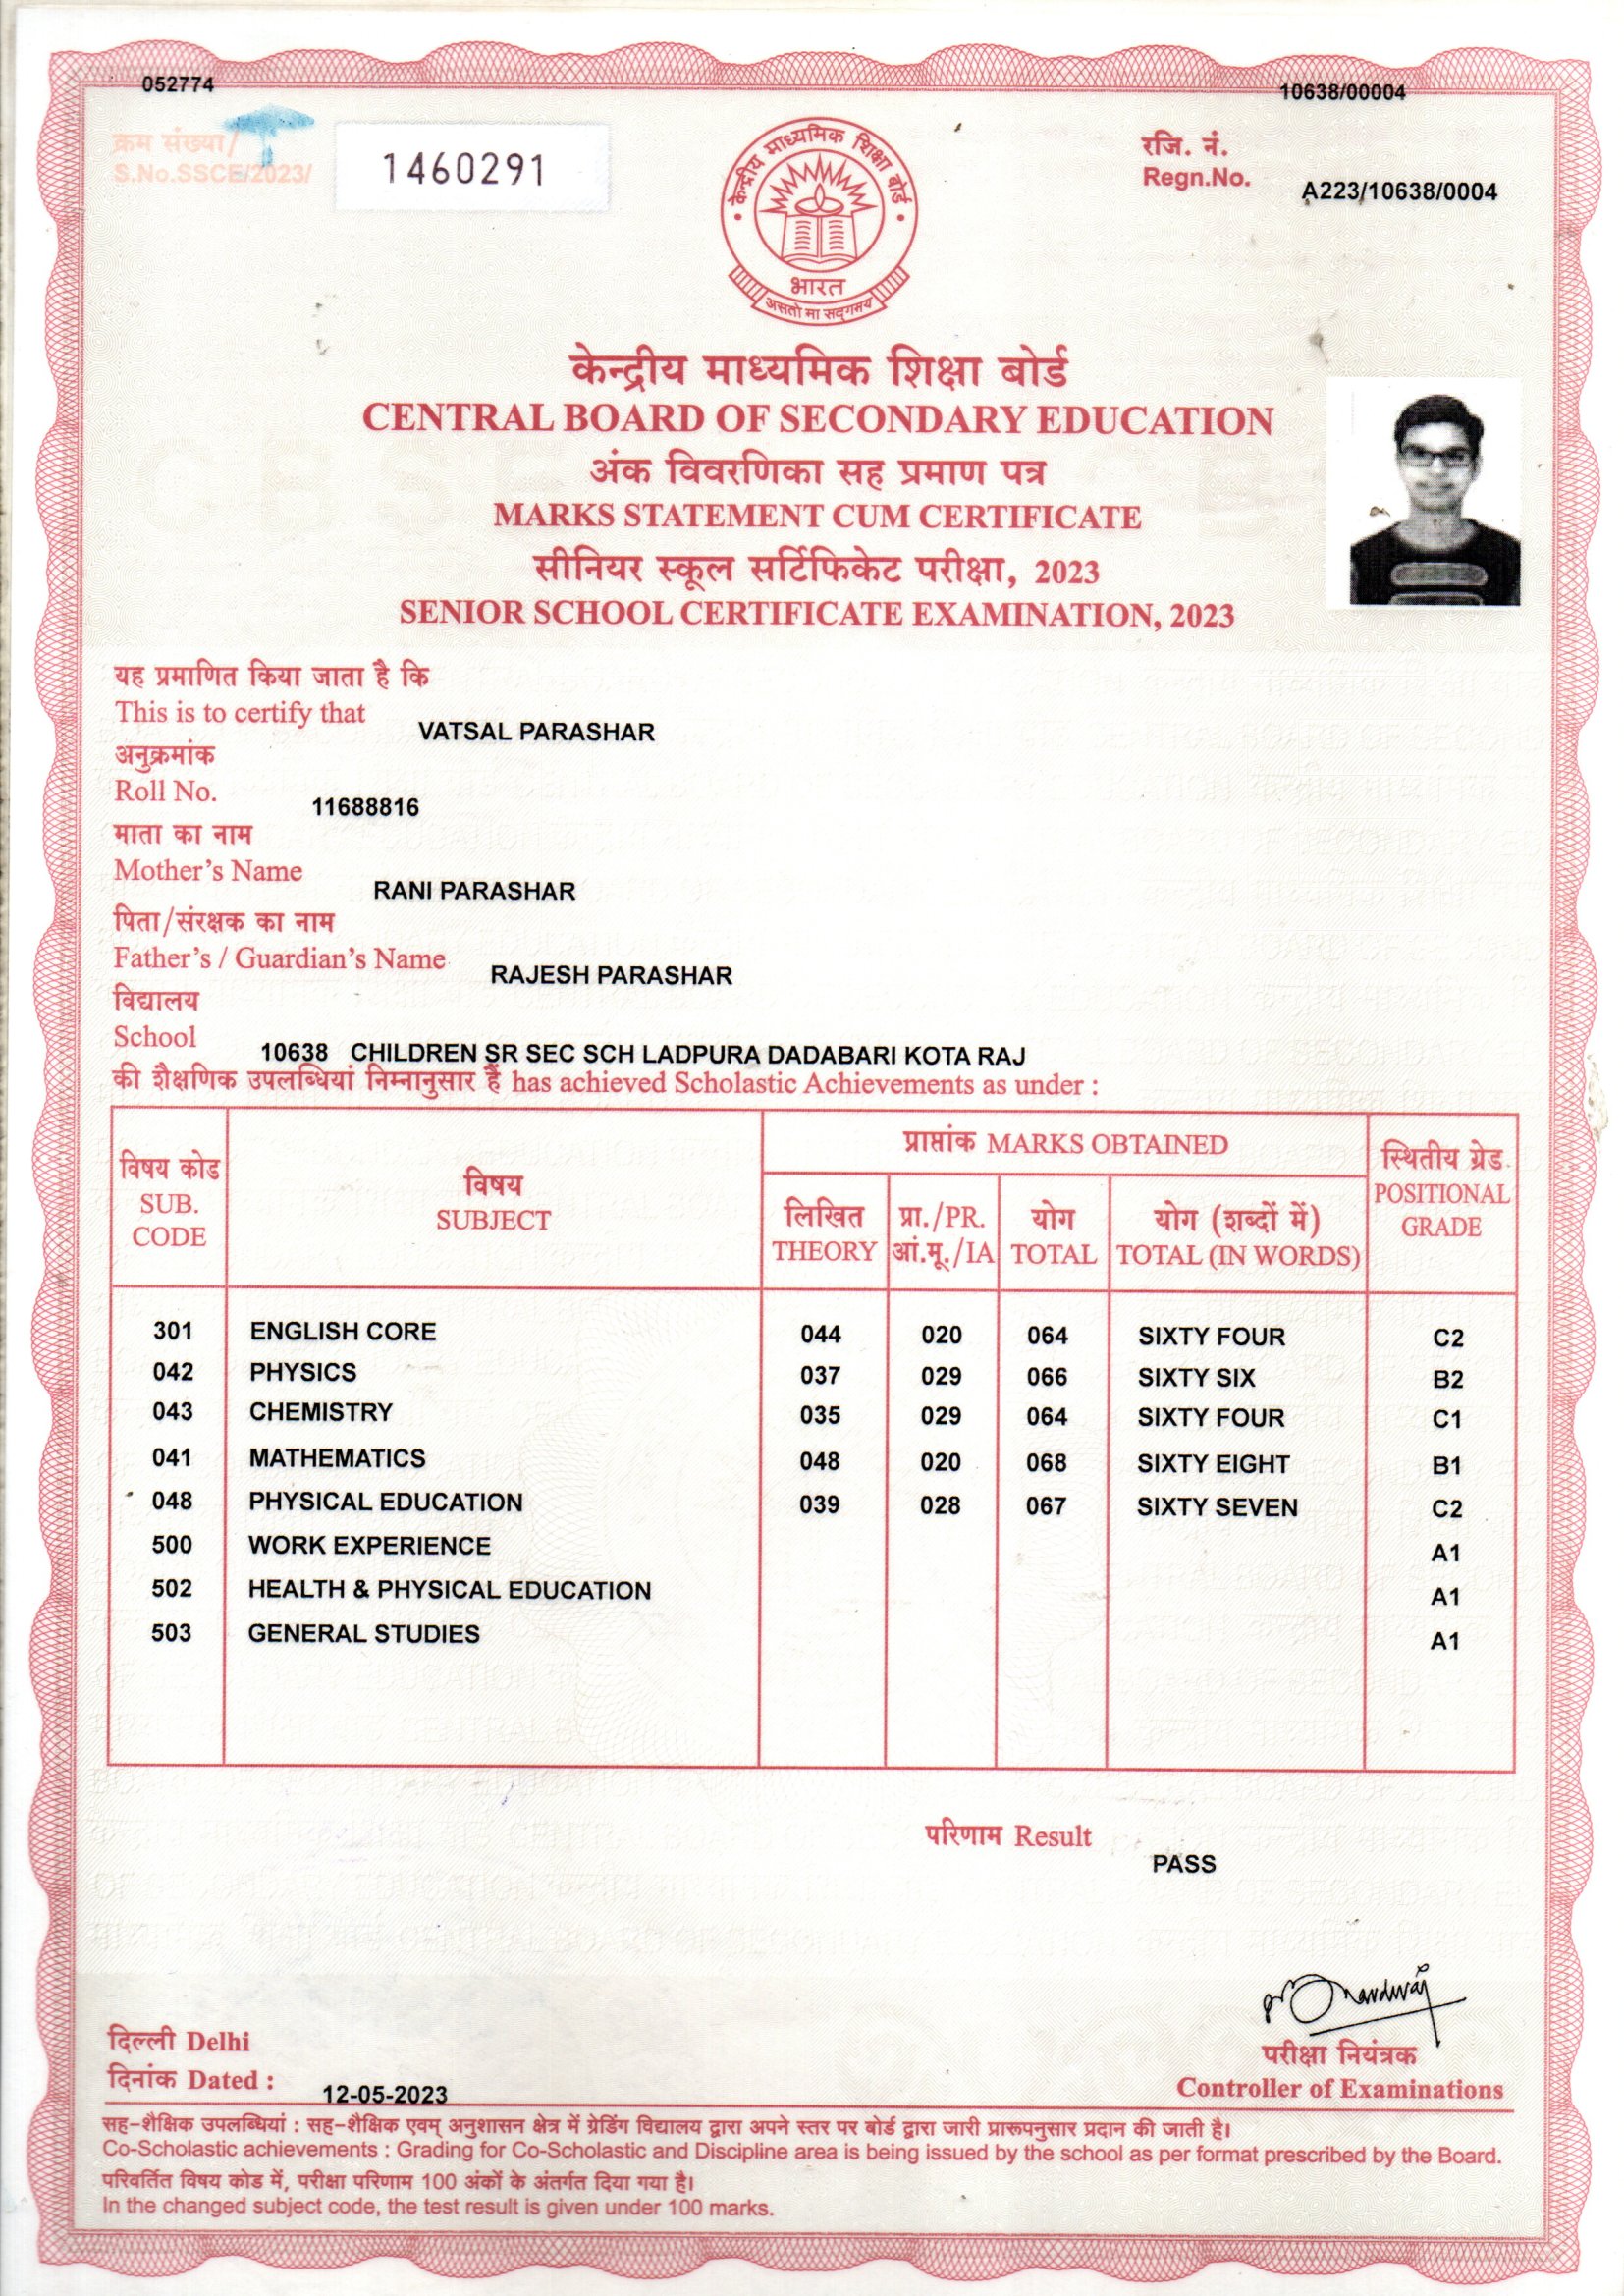 052774
10638/00004
क्रम संख्या/
S.No.SSCE/2023/
1460291
केन्द्रीय माध्यमिक शिक्षा बोर्ड
भारत
असतो मा सद्गमय
रजि. नं.
Regn.No.
A223/10638/0004
केन्द्रीय माध्यमिक शिक्षा बोर्ड
CENTRAL BOARD OF SECONDARY EDUCATION
अंक विवरणिका सह प्रमाण पत्र
MARKS STATEMENT CUM CERTIFICATE
सीनियर स्कूल सर्टिफिकेट परीक्षा, 2023
SENIOR SCHOOL CERTIFICATE EXAMINATION, 2023
यह प्रमाणित किया जाता है कि
This is to certify that VATSAL PARASHAR
अनुक्रमांक
Roll No. 11688816
माता का नाम
Mother's Name RANI PARASHAR
पिता/संरक्षक का नाम
Father's / Guardian's Name RAJESH PARASHAR
विद्यालय
School 10638 CHILDREN SR SEC SCH LADPURA DADABARI KOTA RAJ
की शैक्षणिक उपलब्धियां निम्नानुसार हैं has achieved Scholastic Achievements as under :
विषय कोड SUB. CODE
विषय SUBJECT
प्राप्तांक MARKS OBTAINED
लिखित THEORY
प्रा./PR. आं.मू./IA
योग TOTAL
योग (शब्दों में) TOTAL (IN WORDS)
स्थितीय ग्रेड POSITIONAL GRADE
301 ENGLISH CORE 044 020 064 SIXTY FOUR C2
042 PHYSICS 037 029 066 SIXTY SIX B2
043 CHEMISTRY 035 029 064 SIXTY FOUR C1
041 MATHEMATICS 048 020 068 SIXTY EIGHT B1
048 PHYSICAL EDUCATION 039 028 067 SIXTY SEVEN C2
500 WORK EXPERIENCE A1
502 HEALTH & PHYSICAL EDUCATION A1
503 GENERAL STUDIES A1
परिणाम Result PASS
दिल्ली Delhi
दिनांक Dated : 12-05-2023
परीक्षा नियंत्रक
Controller of Examinations
सह-शैक्षिक उपलब्धियां : सह-शैक्षिक एवम् अनुशासन क्षेत्र में ग्रेडिंग विद्यालय द्वारा अपने स्तर पर बोर्ड द्वारा जारी प्रारूपनुसार प्रदान की जाती है।
Co-Scholastic achievements : Grading for Co-Scholastic and Discipline area is being issued by the school as per format prescribed by the Board.
परिवर्तित विषय कोड में, परीक्षा परिणाम 100 अंकों के अंतर्गत दिया गया है।
In the changed subject code, the test result is given under 100 marks.